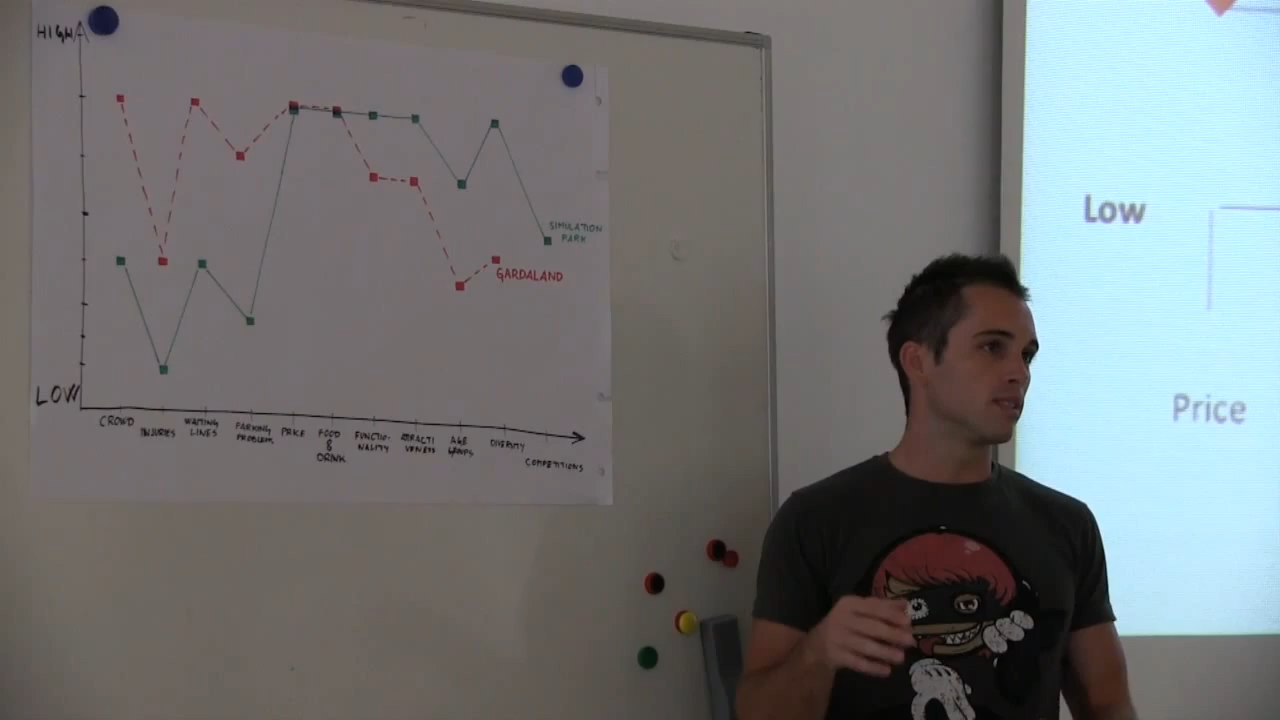 HIGH
SIMULATION
PARK
GARDALAND
LOW
CROWD
INJURIES
WAITING
LINES
PARKING
PROBLEM
PRICE
FOOD
&
DRINK
FUNCTIO-
NALITY
ATRACTI
VENESS
AGE
GROUPS
DIVERSITY
COMPETITIONS
Low
Price